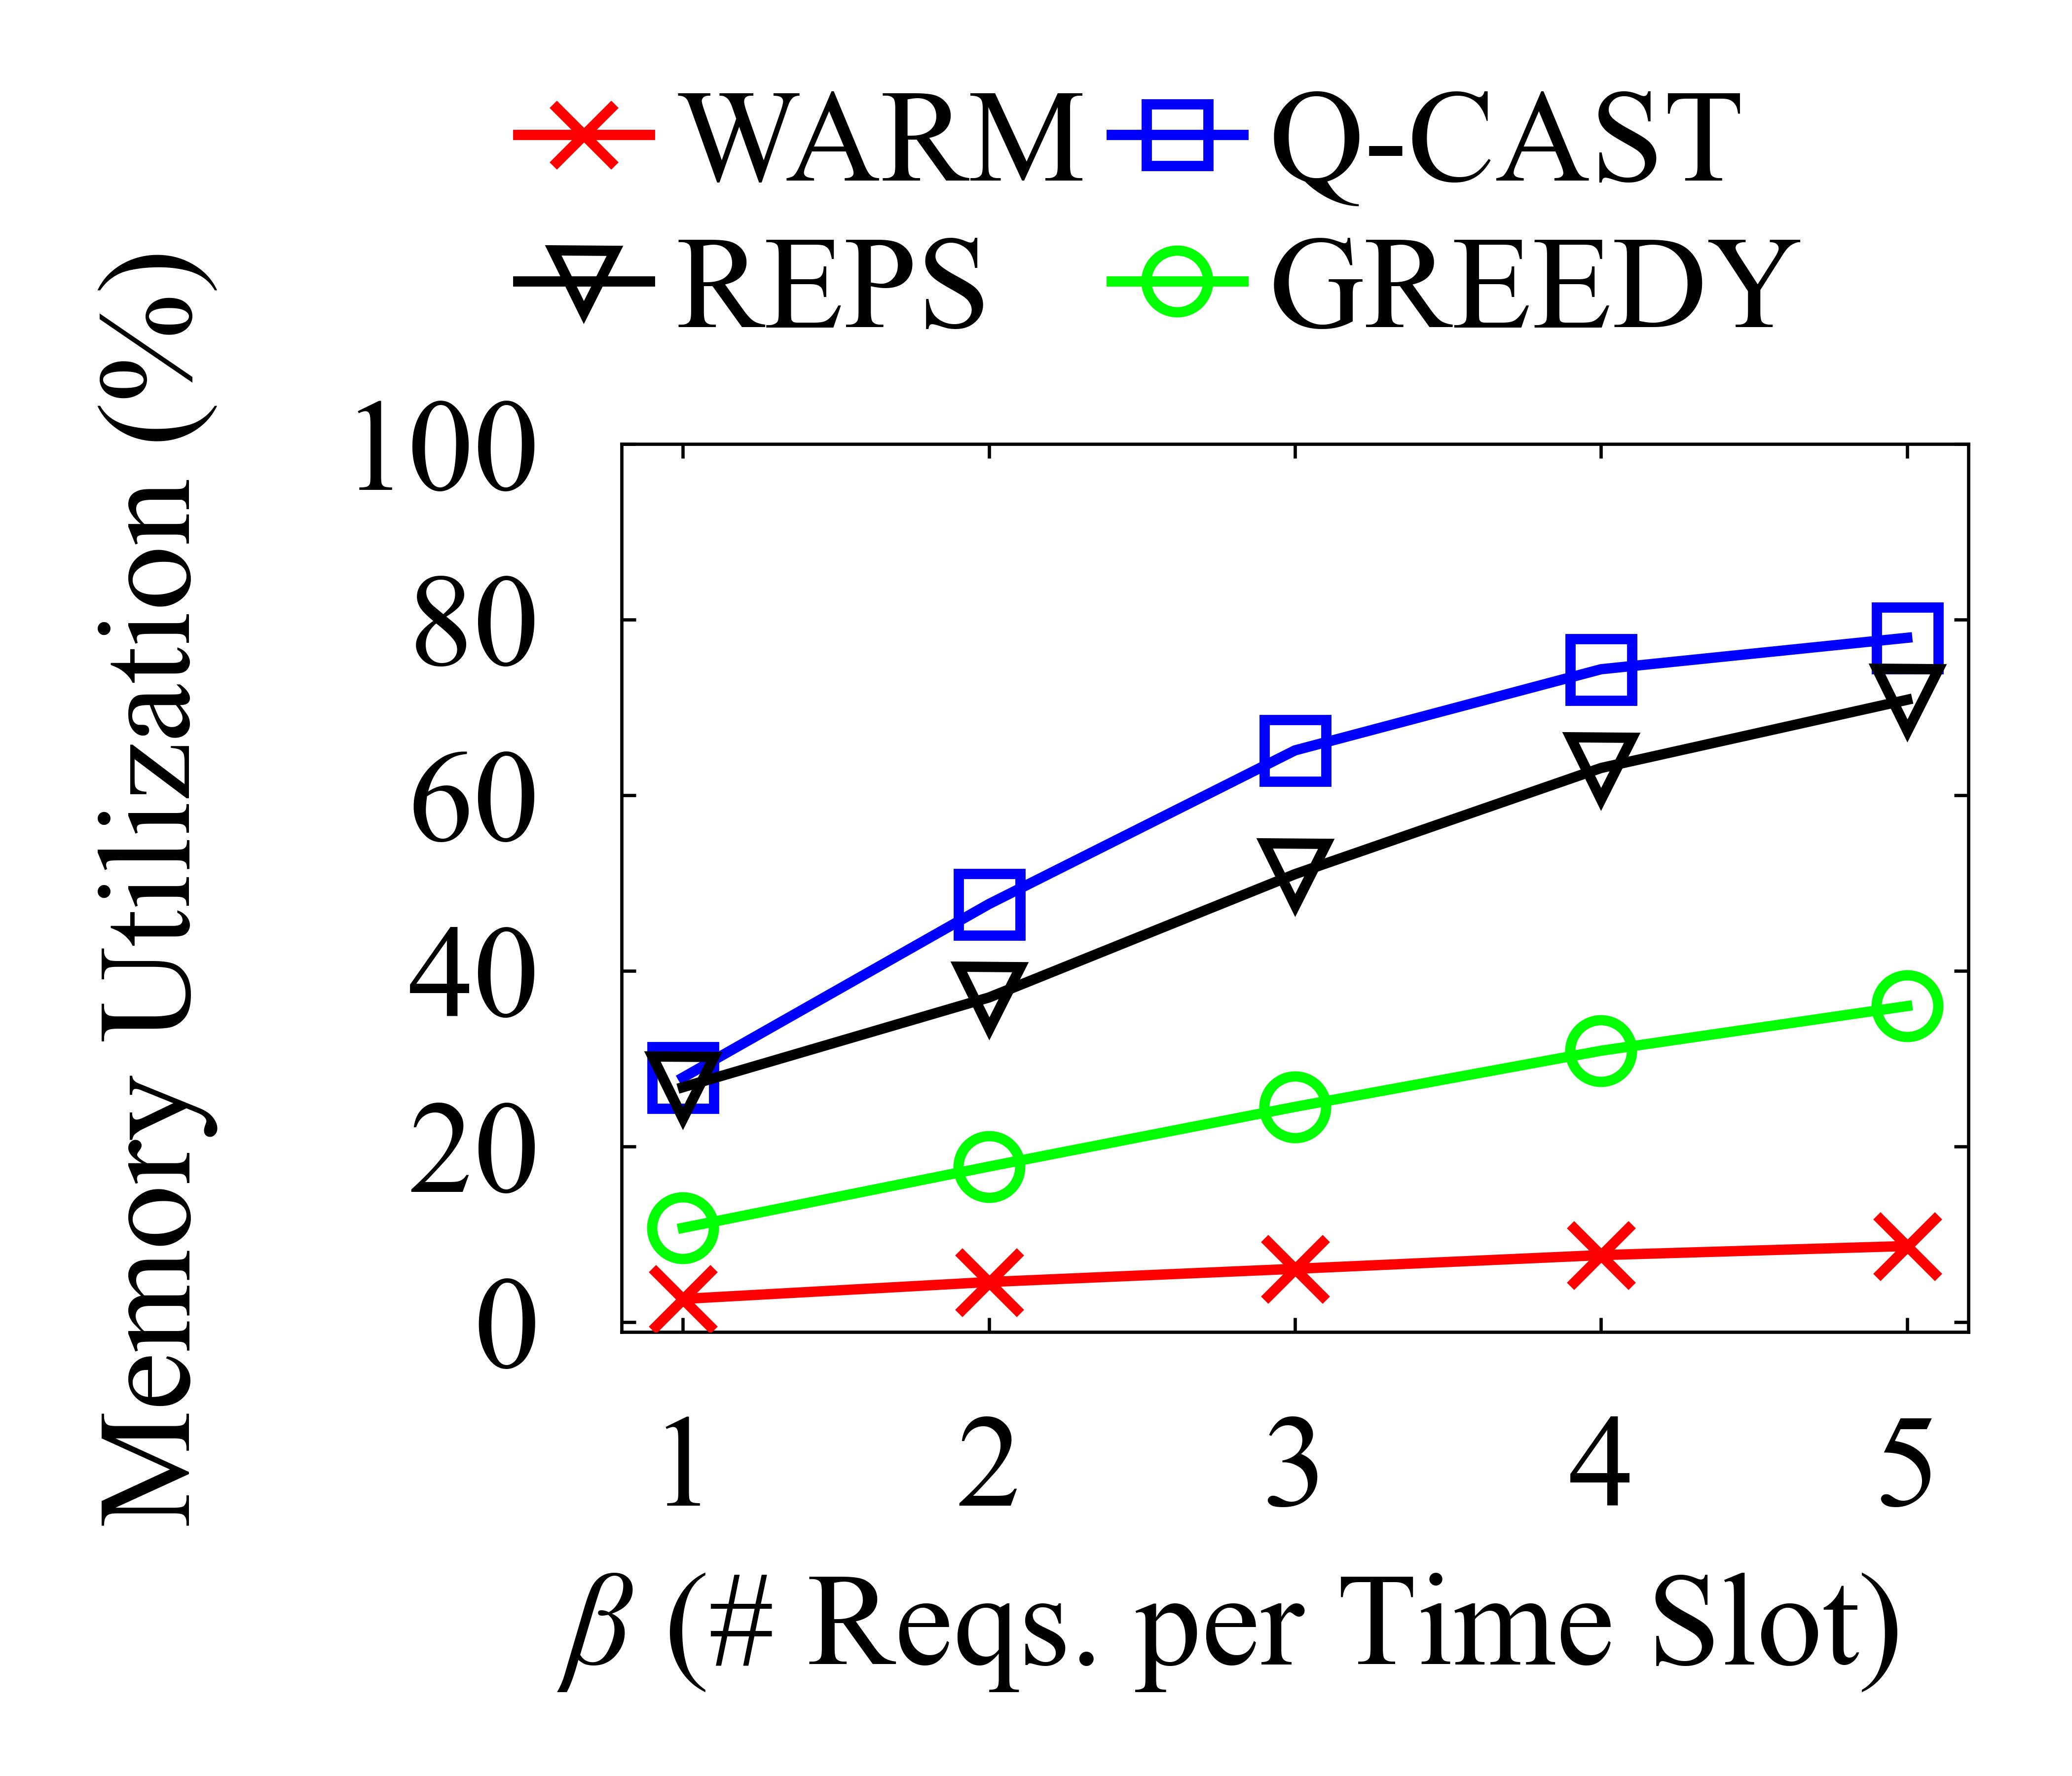 WARM Q-CAST
REPS GREEDY
Memory Utilization (%)
100
80
60
40
20
0
1 2 3 4 5
β (# Reqs. per Time Slot)